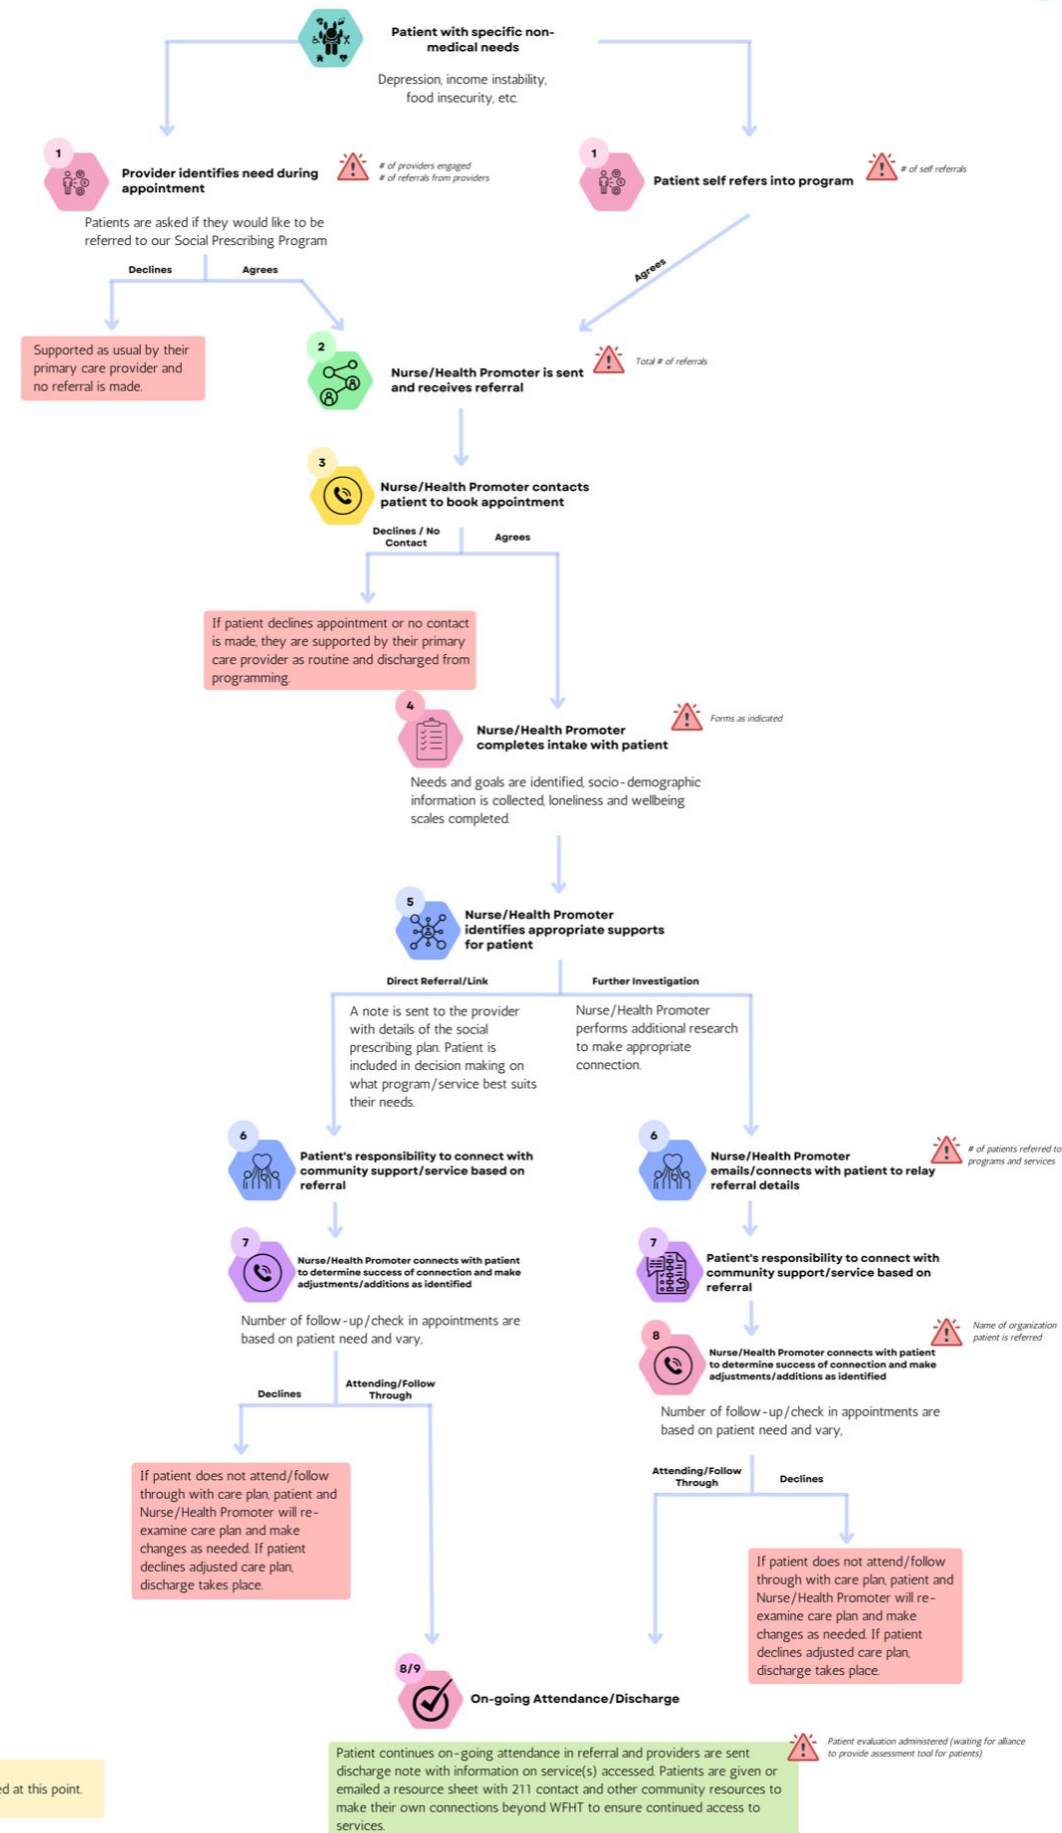 Patient with specific non-
medical needs
Depression, income instability,
food insecurity, etc.
1
Provider identifies need during
appointment
# of providers engaged
# of referrals from providers
Patients are asked if they would like to be
referred to our Social Prescribing Program
1
Patient self refers into program
# of self referrals
Declines
Agrees
Agrees
Supported as usual by their
primary care provider and
no referral is made.
2
Nurse/Health Promoter is sent
and receives referral
Total # of referrals
3
Nurse/Health Promoter contacts
patient to book appointment
Declines / No
Contact
Agrees
If patient declines appointment or no contact
is made, they are supported by their primary
care provider as routine and discharged from
programming.
4
Nurse/Health Promoter
completes intake with patient
Forms as indicated
Needs and goals are identified, socio-demographic
information is collected, loneliness and wellbeing
scales completed.
5
Nurse/Health Promoter
identifies appropriate supports
for patient
Direct Referral/Link
Further Investigation
A note is sent to the provider
with details of the social
prescribing plan. Patient is
included in decision making on
what program/service best suits
their needs.
Nurse/Health Promoter
performs additional research
to make appropriate
connection.
6
Patient's responsibility to connect with
community support/service based on
referral
6
Nurse/Health Promoter
emails/connects with patient to relay
referral details
# of patients referred to
programs and services
7
Nurse/Health Promoter connects with patient
to determine success of connection and make
adjustments/additions as identified
Number of follow-up/check in appointments are
based on patient need and vary,
7
Patient's responsibility to connect with
community support/service based on
referral
8
Nurse/Health Promoter connects with patient
to determine success of connection and make
adjustments/additions as identified
Name of organization
patient is referred
Number of follow-up/check in appointments are
based on patient need and vary,
Declines
Attending/Follow
Through
Attending/Follow
Through
Declines
If patient does not attend/follow
through with care plan, patient and
Nurse/Health Promoter will re-
examine care plan and make
changes as needed. If patient
declines adjusted care plan,
discharge takes place.
If patient does not attend/follow
through with care plan, patient and
Nurse/Health Promoter will re-
examine care plan and make
changes as needed. If patient
declines adjusted care plan,
discharge takes place.
8/9
On-going Attendance/Discharge
Patient continues on-going attendance in referral and providers are sent
discharge note with information on service(s) accessed. Patients are given or
emailed a resource sheet with 211 contact and other community resources to
make their own connections beyond WFHT to ensure continued access to
services.
Patient evaluation administered (waiting for alliance
to provide assessment tool for patients)
ed at this point.